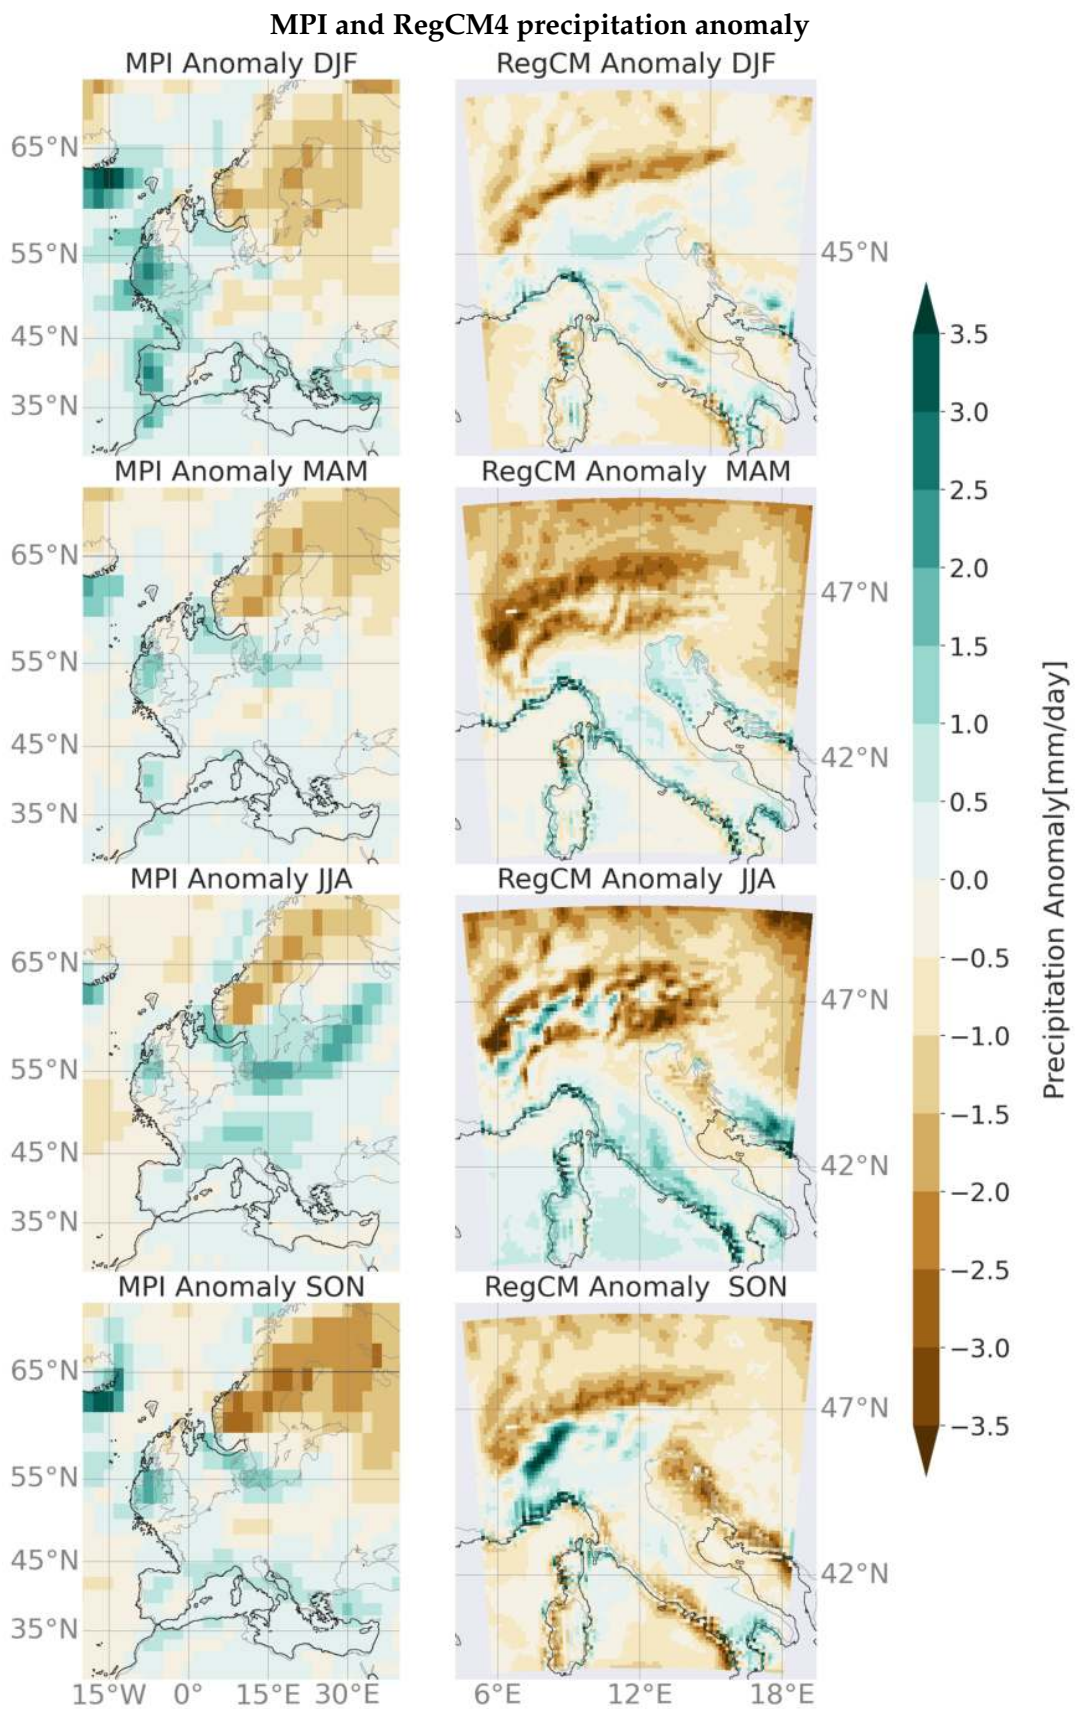 MPI and RegCM4 precipitation anomaly
MPI Anomaly DJF
RegCM Anomaly DJF
65°N
55°N
45°N
35°N
45°N
MPI Anomaly MAM
RegCM Anomaly  MAM
65°N
55°N
45°N
35°N
47°N
42°N
MPI Anomaly JJA
RegCM Anomaly  JJA
65°N
55°N
45°N
35°N
47°N
42°N
MPI Anomaly SON
RegCM Anomaly  SON
65°N
55°N
45°N
35°N
47°N
42°N
15°W 0° 15°E 30°E
6°E 12°E 18°E
3.5
3.0
2.5
2.0
1.5
1.0
0.5
0.0
−0.5
−1.0
−1.5
−2.0
−2.5
−3.0
−3.5
Precipitation Anomaly[mm/day]